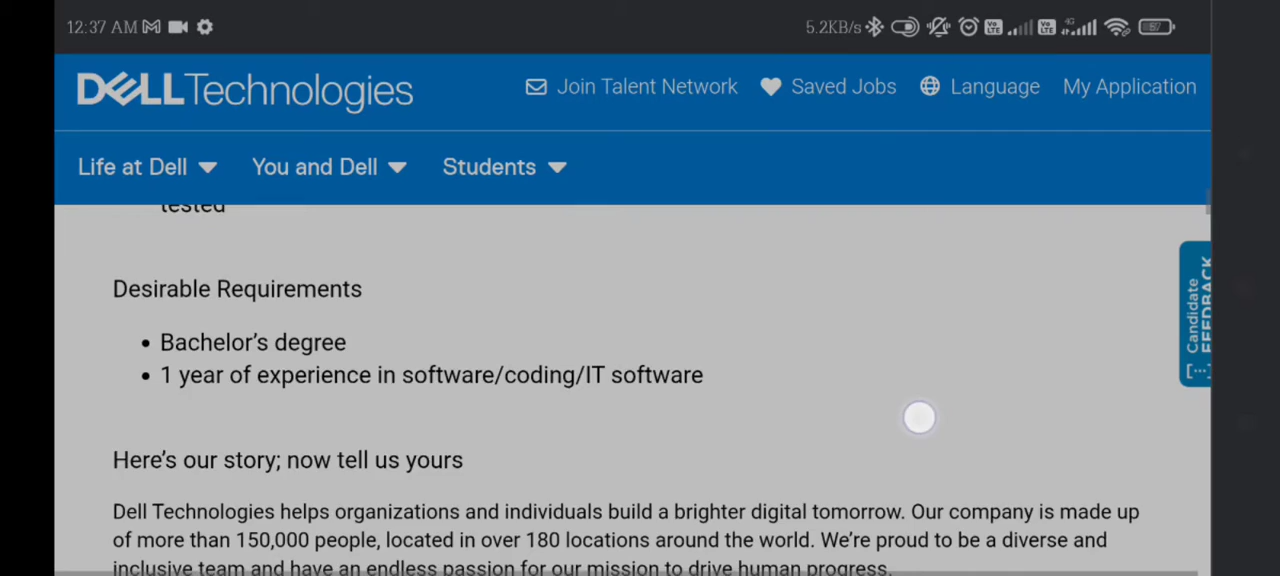 12:37 AM
5.2KB/s
DELLTechnologies
Join Talent Network
Saved Jobs
Language
My Application
Life at Dell
You and Dell
Students
tested
Desirable Requirements
• Bachelor’s degree
• 1 year of experience in software/coding/IT software
Candidate
FEEDBACK
Here’s our story; now tell us yours
Dell Technologies helps organizations and individuals build a brighter digital tomorrow. Our company is made up
of more than 150,000 people, located in over 180 locations around the world. We’re proud to be a diverse and
inclusive team and have an endless passion for our mission to drive human progress.